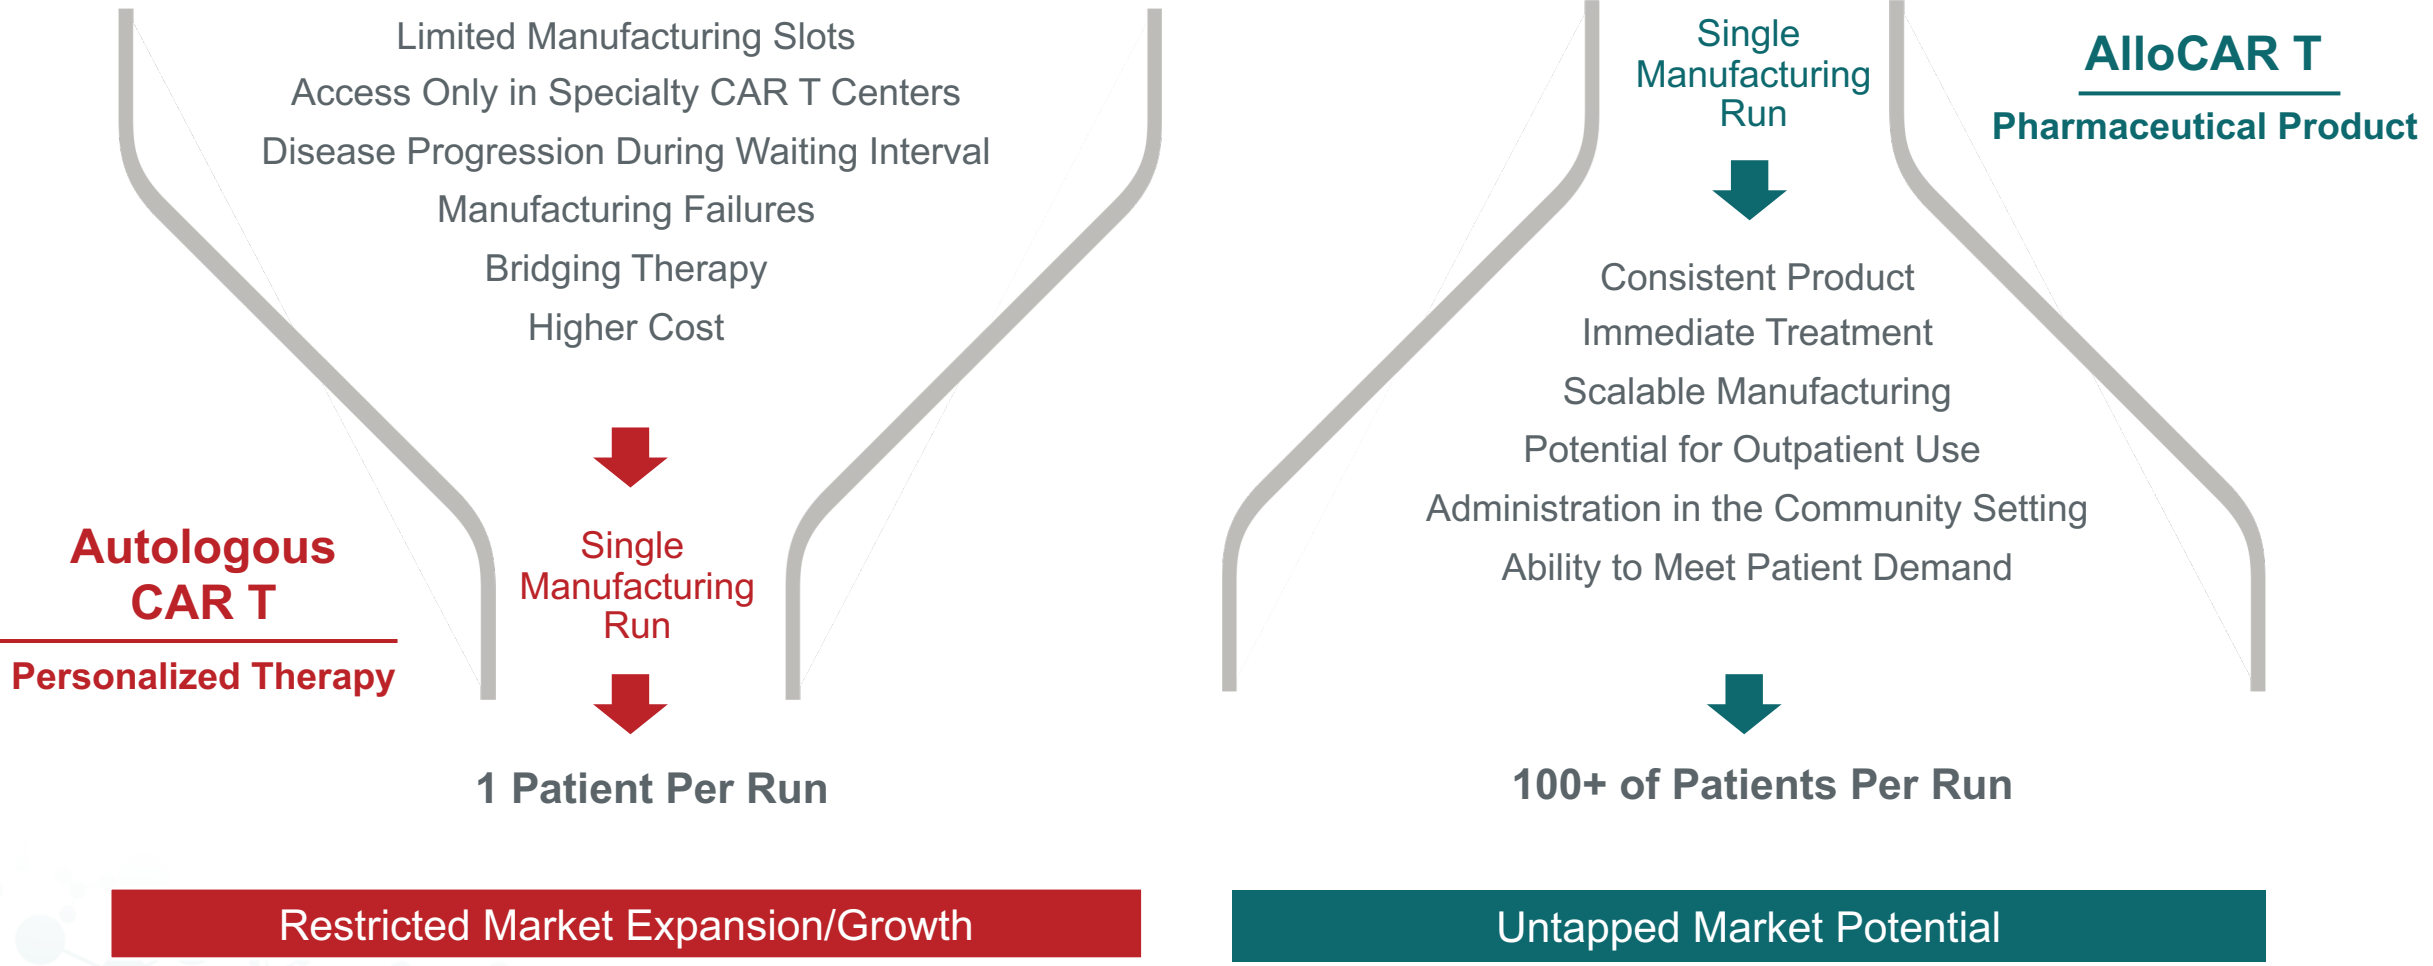 Limited Manufacturing Slots
Access Only in Specialty CAR T Centers
Disease Progression During Waiting Interval
Manufacturing Failures
Bridging Therapy
Higher Cost
Autologous
CAR T
Personalized Therapy
Single
Manufacturing
Run
1 Patient Per Run
Restricted Market Expansion/Growth
Single
Manufacturing
Run
AlloCAR T
Pharmaceutical Product
Consistent Product
Immediate Treatment
Scalable Manufacturing
Potential for Outpatient Use
Administration in the Community Setting
Ability to Meet Patient Demand
100+ of Patients Per Run
Untapped Market Potential